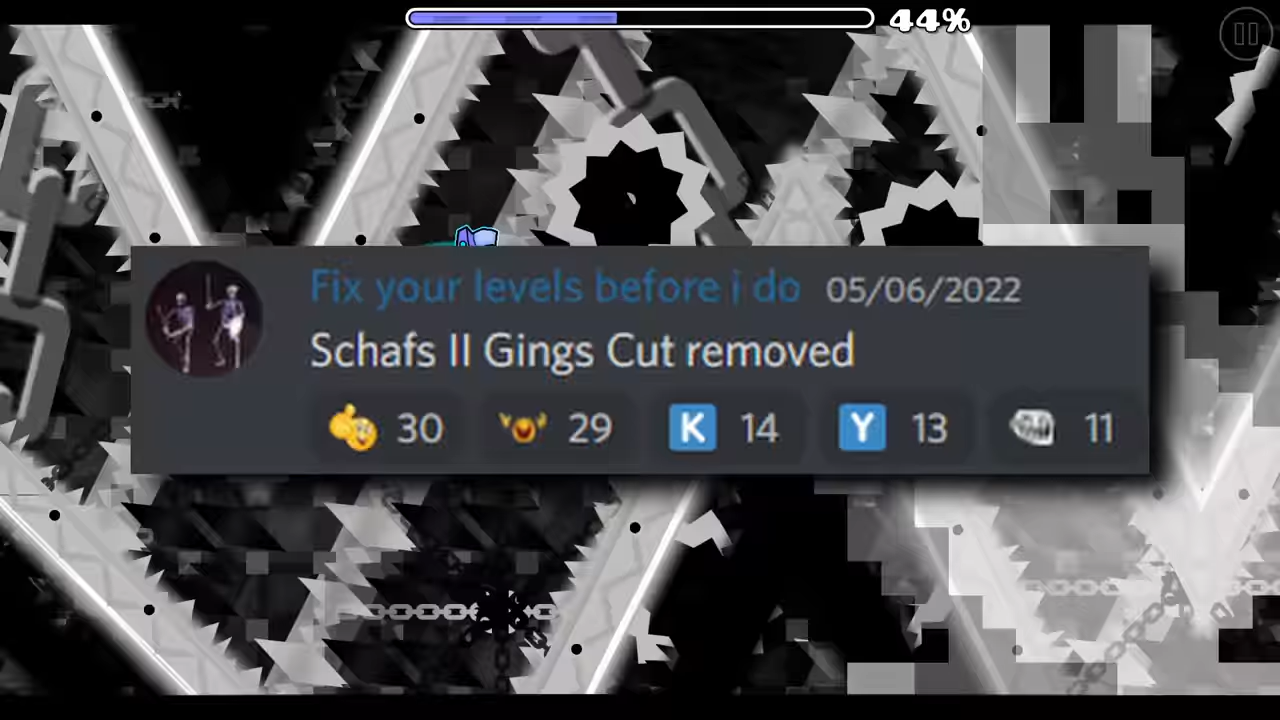 44%
Fix your levels before i do 05/06/2022
Schafs II Gings Cut removed
30 29 K 14 Y 13 11